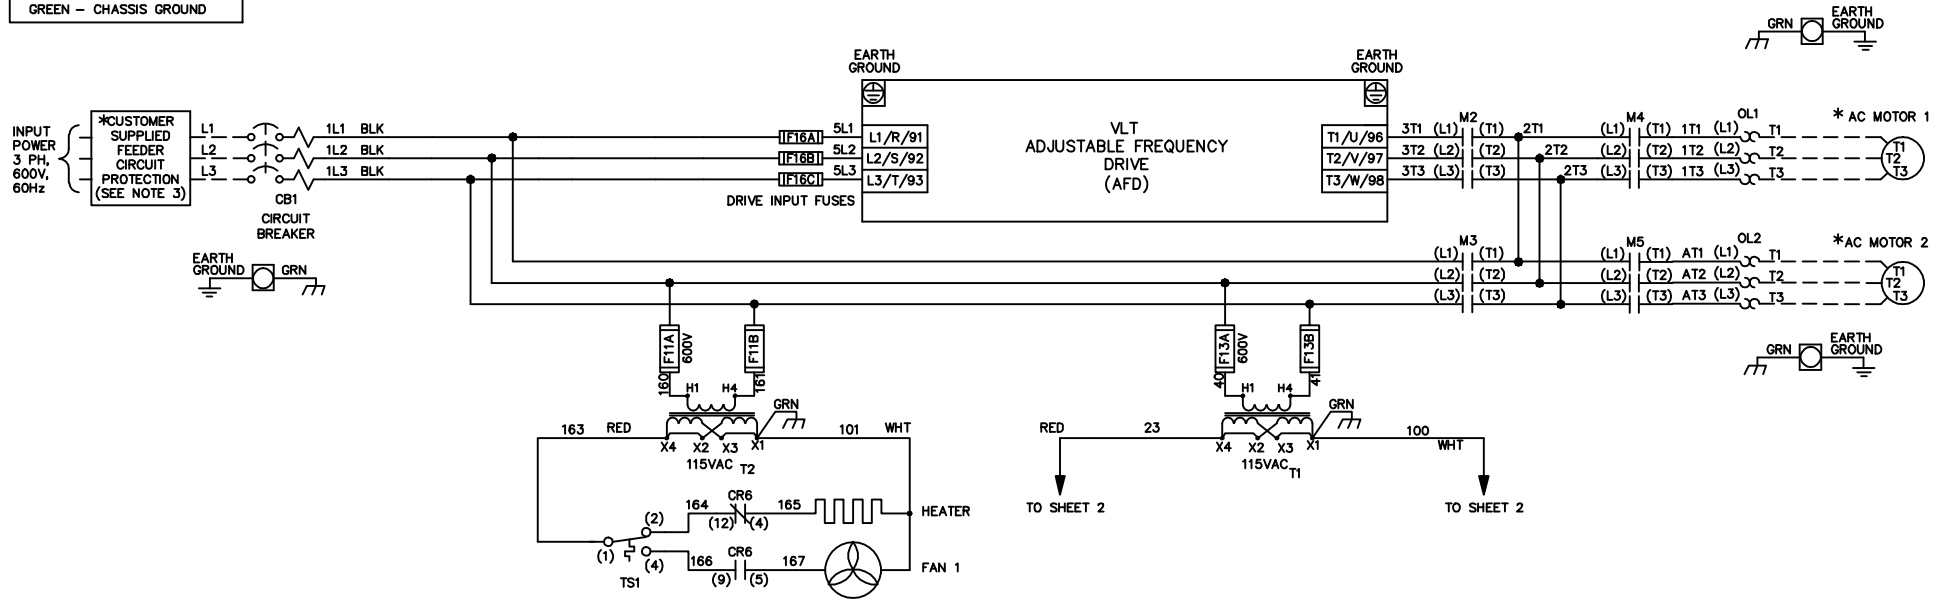 GREEN – CHASSIS GROUND
GRN
EARTH
GROUND
EARTH
GROUND
EARTH
GROUND
INPUT
POWER
3 PH,
600V,
60Hz
*CUSTOMER
SUPPLIED
FEEDER
CIRCUIT
PROTECTION
(SEE NOTE 3)
L1
L2
L3
CB1
CIRCUIT
BREAKER
1L1 BLK
1L2 BLK
1L3 BLK
F16A
F16B
F16C
DRIVE INPUT FUSES
5L1
5L2
5L3
L1/R/91
L2/S/92
L3/T/93
VLT
ADJUSTABLE FREQUENCY
DRIVE
(AFD)
T1/U/96
T2/V/97
T3/W/98
3T1 (L1) M2 (T1) 2T1 (L1) M4 (T1) 1T1 (L1) OL1 T1
3T2 (L2) (T2) 2T2 (L2) (T2) 1T2 (L2) T2
3T3 (L3) (T3) 2T3 (L3) (T3) 1T3 (L3) T3
* AC MOTOR 1
T1
T2
T3
EARTH
GROUND
GRN
(L1) M3 (T1) (L1) M5 (T1) AT1 (L1) OL2 T1
(L2) (T2) (L2) (T2) AT2 (L2) T2
(L3) (T3) (L3) (T3) AT3 (L3) T3
*AC MOTOR 2
T1
T2
T3
GRN
EARTH
GROUND
F11A
600V
F11B
160
161
H1 H4
GRN
163 RED
101 WHT
X4 X2 X3 X1
115VAC T2
F13A
600V
F13B
40
41
H1 H4
GRN
RED 23
100
WHT
X4 X2 X3 X1
115VAC T1
TO SHEET 2
TO SHEET 2
164 CR6 165
(12) (4)
HEATER
(2)
(1)
(4)
TS1
166 CR6 167
(9) (5)
FAN 1